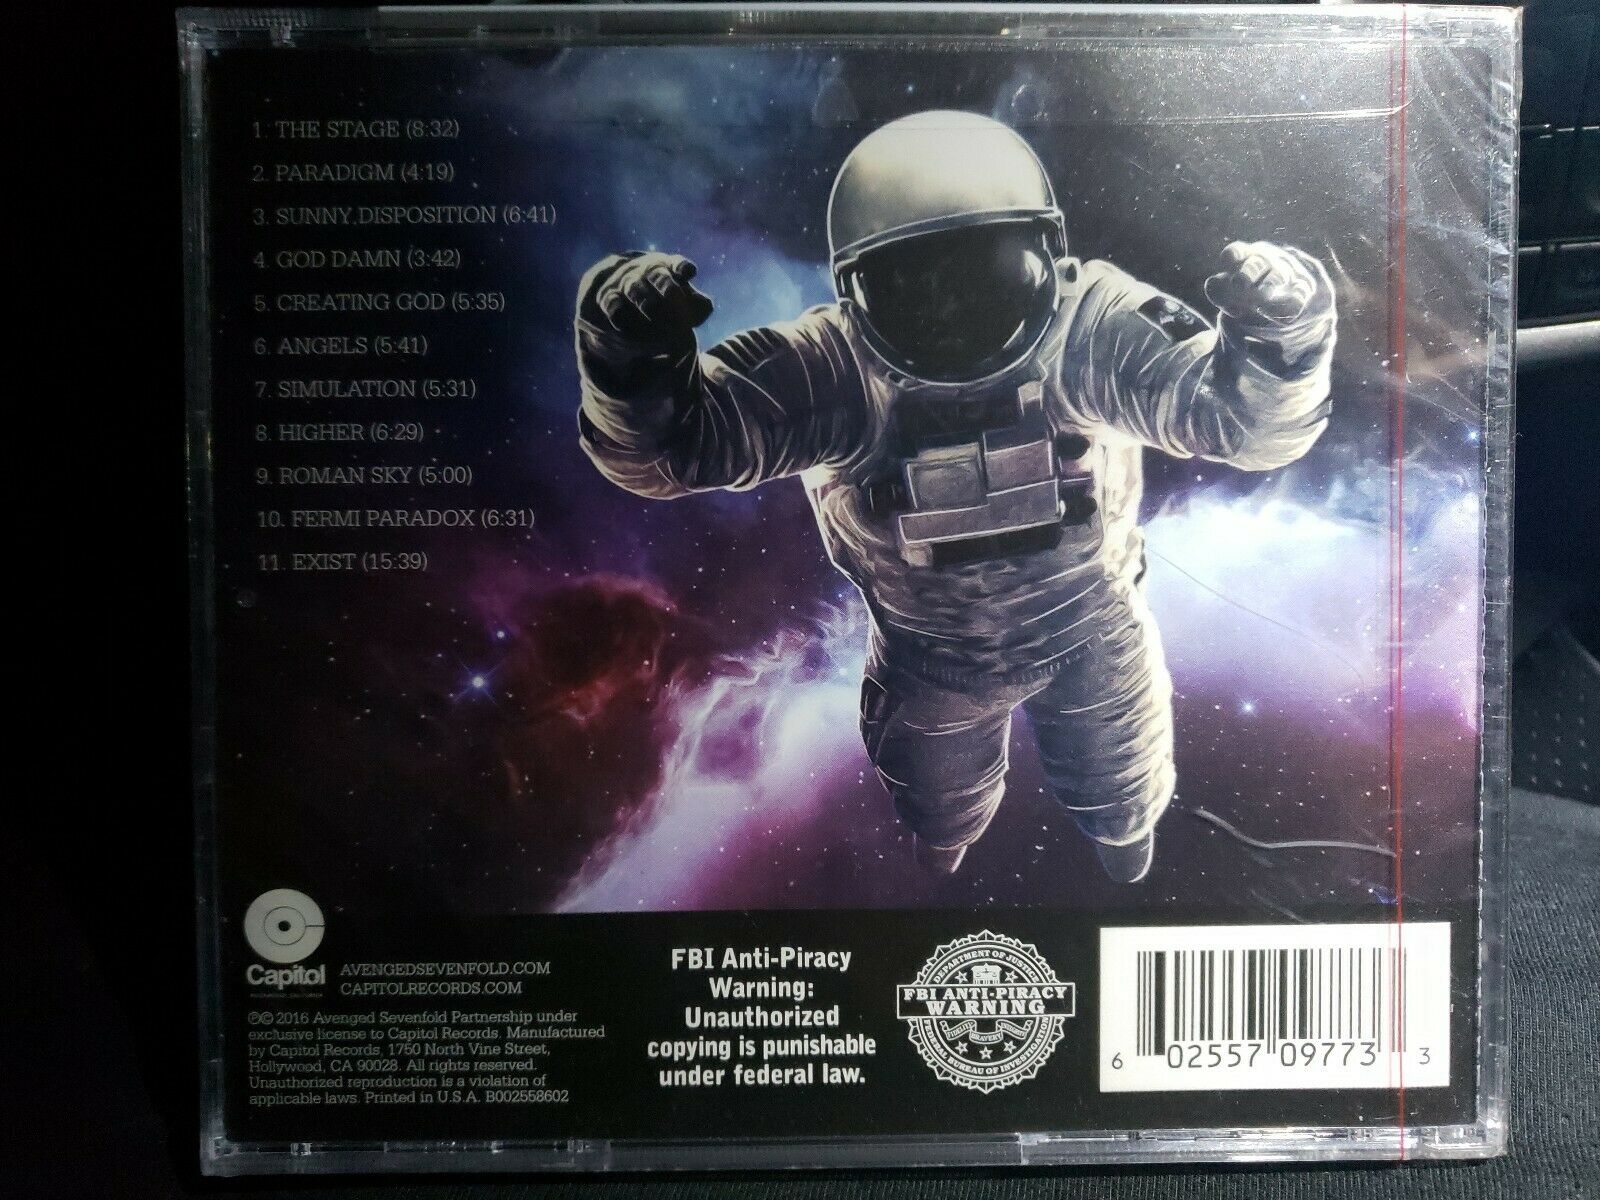 1. THE STAGE (8:32)
2. PARADIGM (4:19)
3. SUNNY DISPOSITION (6:41)
4. GOD DAMN (3:42)
5. CREATING GOD (5:35)
6. ANGELS (5:41)
7. SIMULATION (5:31)
8. HIGHER (6:29)
9. ROMAN SKY (5:00)
10. FERMI PARADOX (6:31)
11. EXIST (15:39)
Capitol
AVENGEDSEVENFOLD.COM
CAPITOLRECORDS.COM
℗© 2016 Avenged Sevenfold Partnership under
exclusive license to Capitol Records. Manufactured
by Capitol Records, 1750 North Vine Street,
Hollywood, CA 90028. All rights reserved.
Unauthorized reproduction is a violation of
applicable laws. Printed in U.S.A. B002558602
FBI Anti-Piracy
Warning:
Unauthorized
copying is punishable
under federal law.
DEPARTMENT OF JUSTICE
FBI ANTI-PIRACY
WARNING
FIDELITY BRAVERY INTEGRITY
FEDERAL BUREAU OF INVESTIGATION
6 02557 09773 3